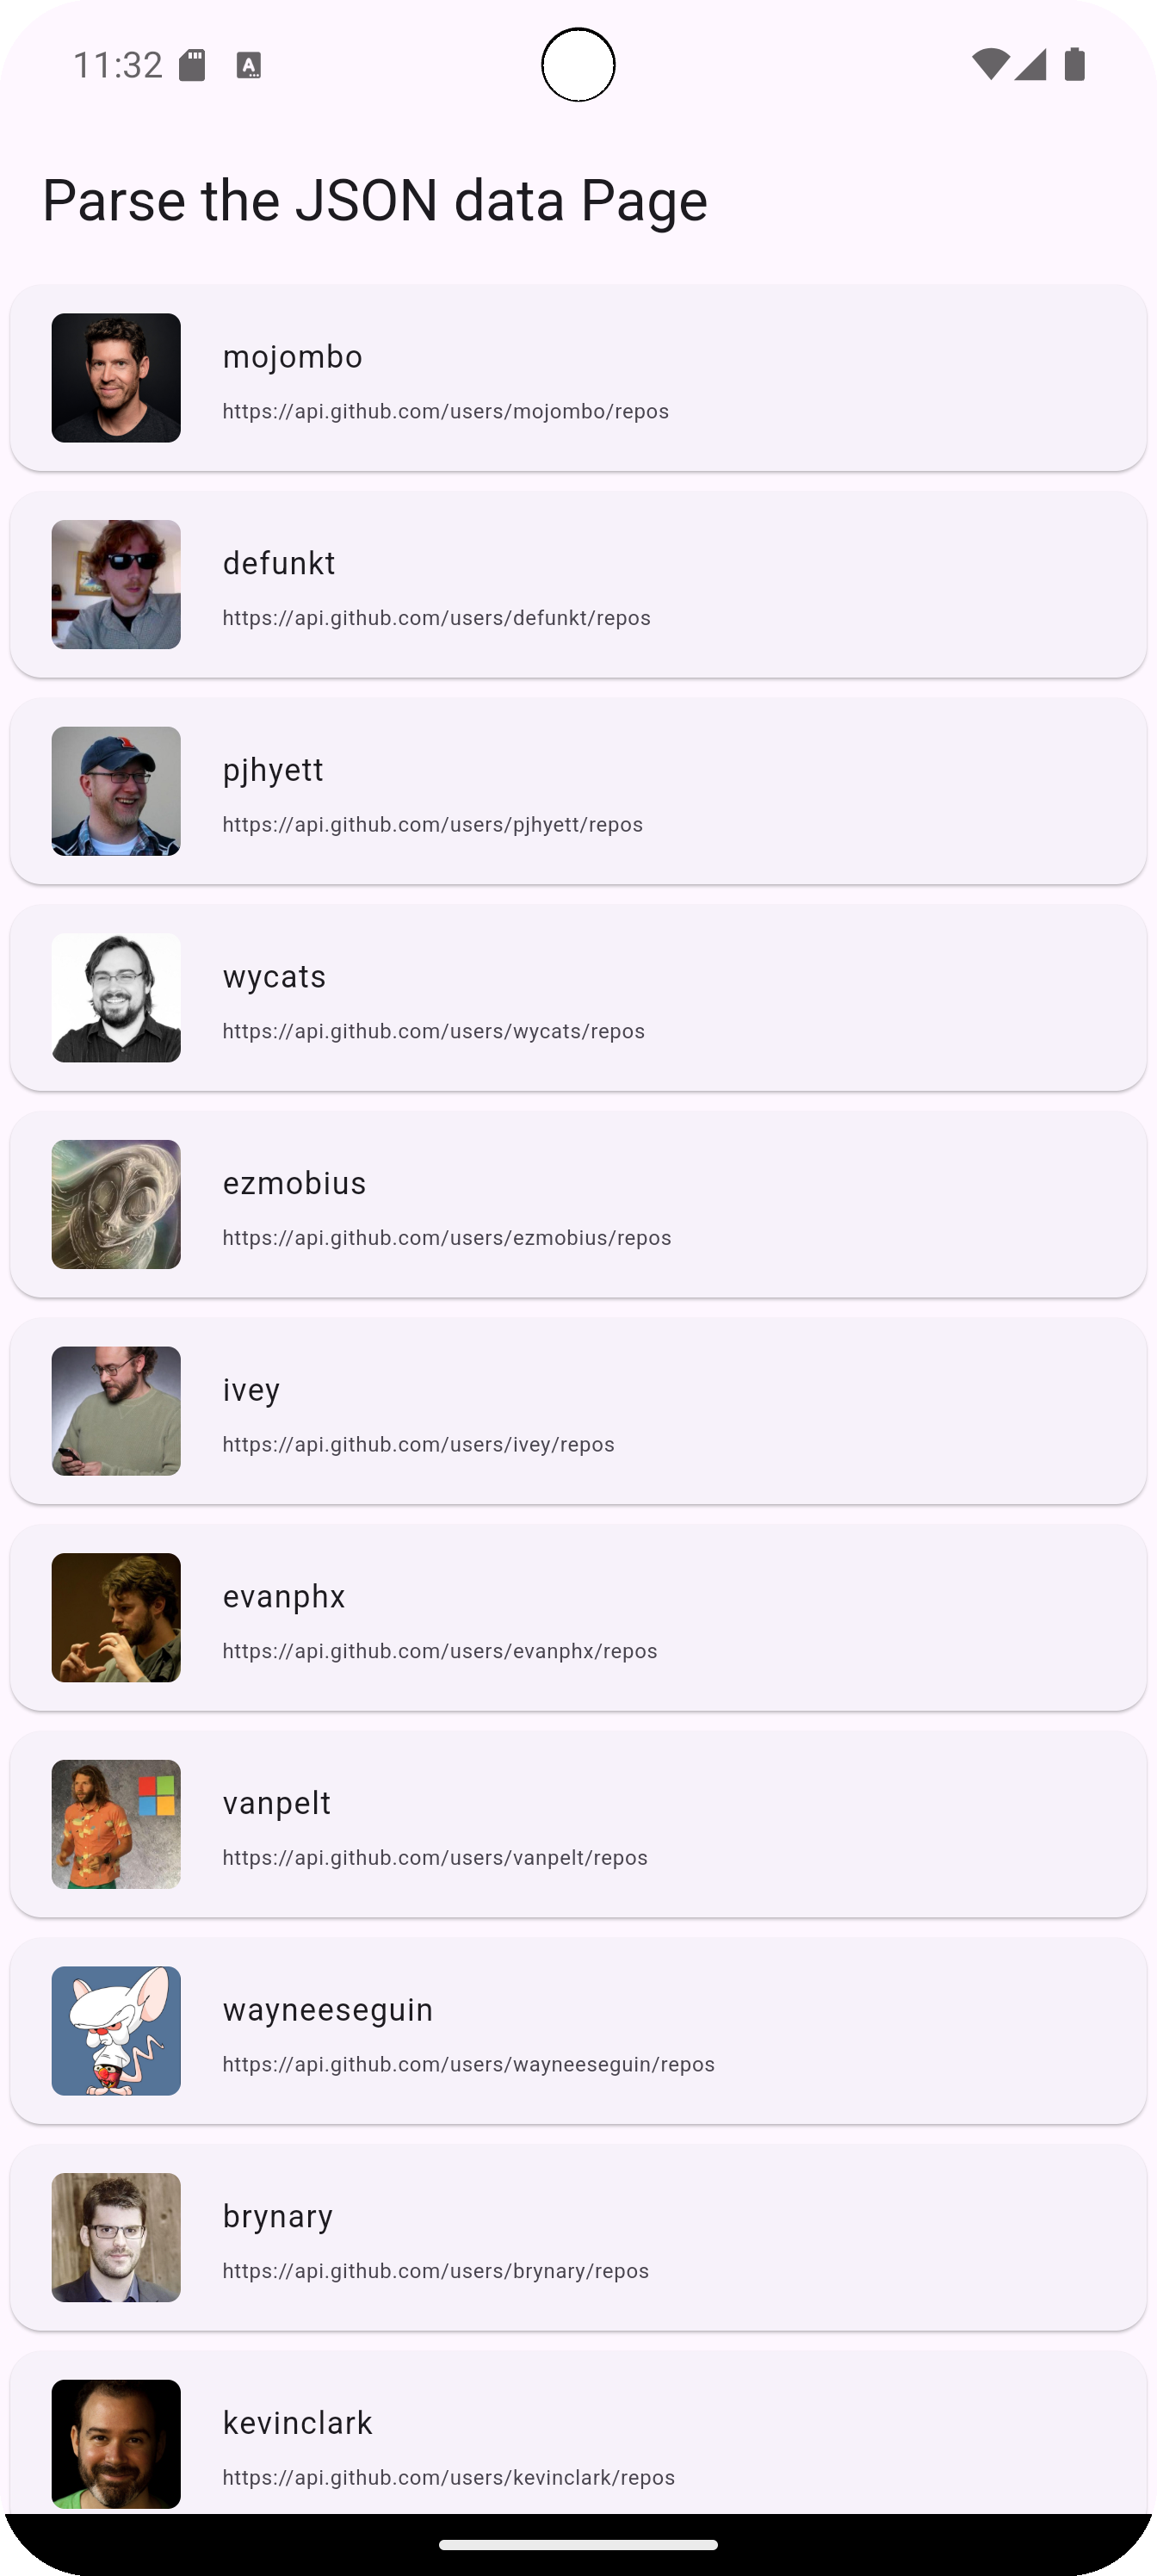 11:32
Parse the JSON data Page
mojombo
https://api.github.com/users/mojombo/repos
defunkt
https://api.github.com/users/defunkt/repos
pjhyett
https://api.github.com/users/pjhyett/repos
wycats
https://api.github.com/users/wycats/repos
ezmobius
https://api.github.com/users/ezmobius/repos
ivey
https://api.github.com/users/ivey/repos
evanphx
https://api.github.com/users/evanphx/repos
vanpelt
https://api.github.com/users/vanpelt/repos
wayneeseguin
https://api.github.com/users/wayneeseguin/repos
brynary
https://api.github.com/users/brynary/repos
kevinclark
https://api.github.com/users/kevinclark/repos